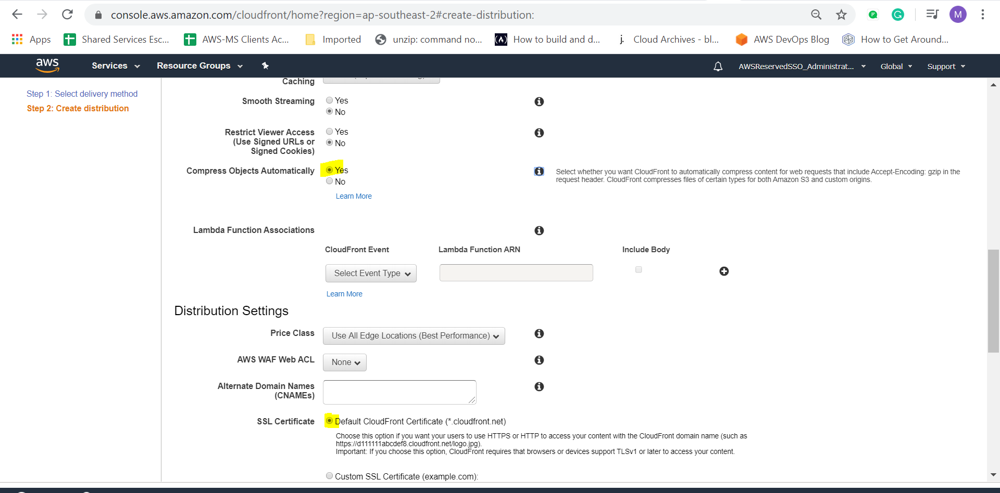 console.aws.amazon.com/cloudfront/home?region=ap-southeast-2#create-distribution:
M
Apps
Shared Services Esc...
AWS-MS Clients Ac...
Imported
unzip: command no...
How to build and d...
j.
Cloud Archives - bl...
AWS DevOps Blog
How to Get Around...
aws
Services
Resource Groups
AWSReservedSSO_Administrat...
Global
Support
Step 1: Select delivery method
Step 2: Create distribution
Caching
Smooth Streaming
Yes
No
Restrict Viewer Access
(Use Signed URLs or
Signed Cookies)
Yes
No
Compress Objects Automatically
Yes
No
Learn More
Select whether you want CloudFront to automatically compress content for web requests that include Accept-Encoding: gzip in the
request header. CloudFront compresses files of certain types for both Amazon S3 and custom origins.
Lambda Function Associations
CloudFront Event
Lambda Function ARN
Include Body
Select Event Type
Learn More
Distribution Settings
Price Class
Use All Edge Locations (Best Performance)
AWS WAF Web ACL
None
Alternate Domain Names
(CNAMEs)
SSL Certificate
Default CloudFront Certificate (*.cloudfront.net)
Choose this option if you want your users to use HTTPS or HTTP to access your content with the CloudFront domain name (such as
https://d111111abcdef8.cloudfront.net/logo.jpg).
Important: If you choose this option, CloudFront requires that browsers or devices support TLSv1 or later to access your content.
Custom SSL Certificate (example.com):